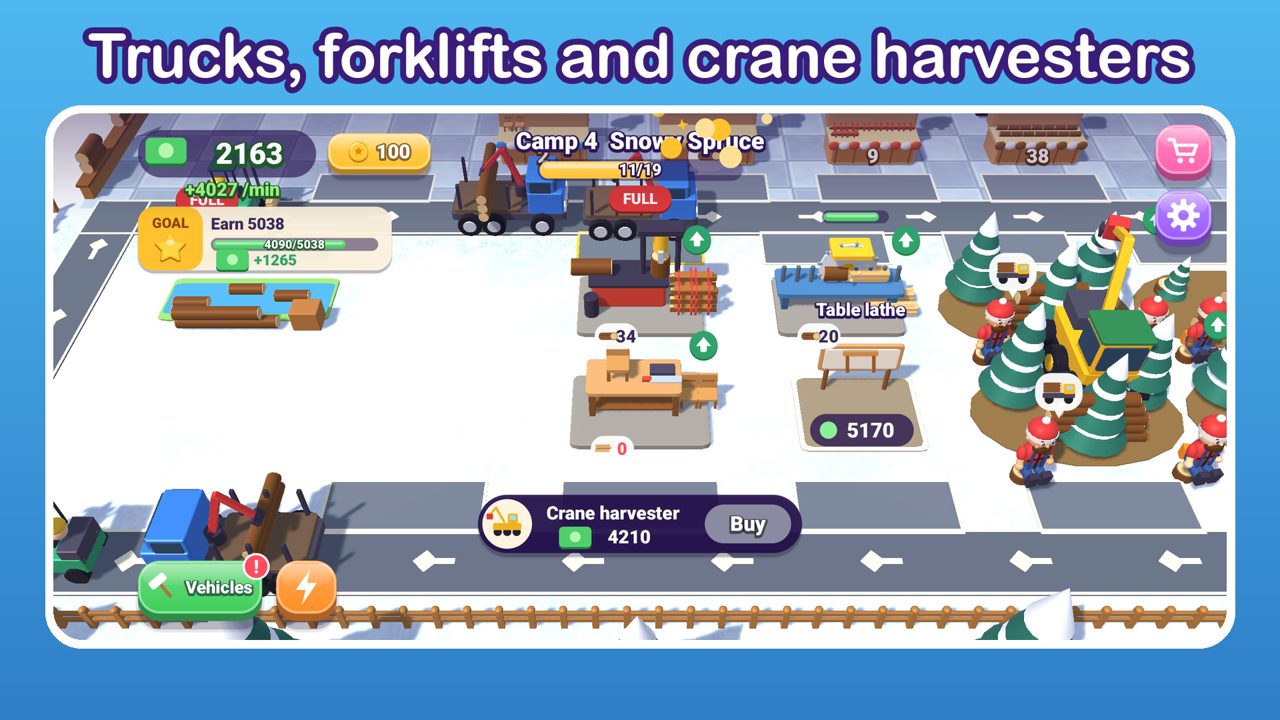 Trucks, forklifts and crane harvesters
2163
100
Camp 4 Snowy Spruce
11/19
9
38
+4027 /min
FULL
FULL
GOAL
Earn 5038
4090/5038
+1265
Table lathe
34
20
5170
0
Crane harvester
4210
Buy
Vehicles
!